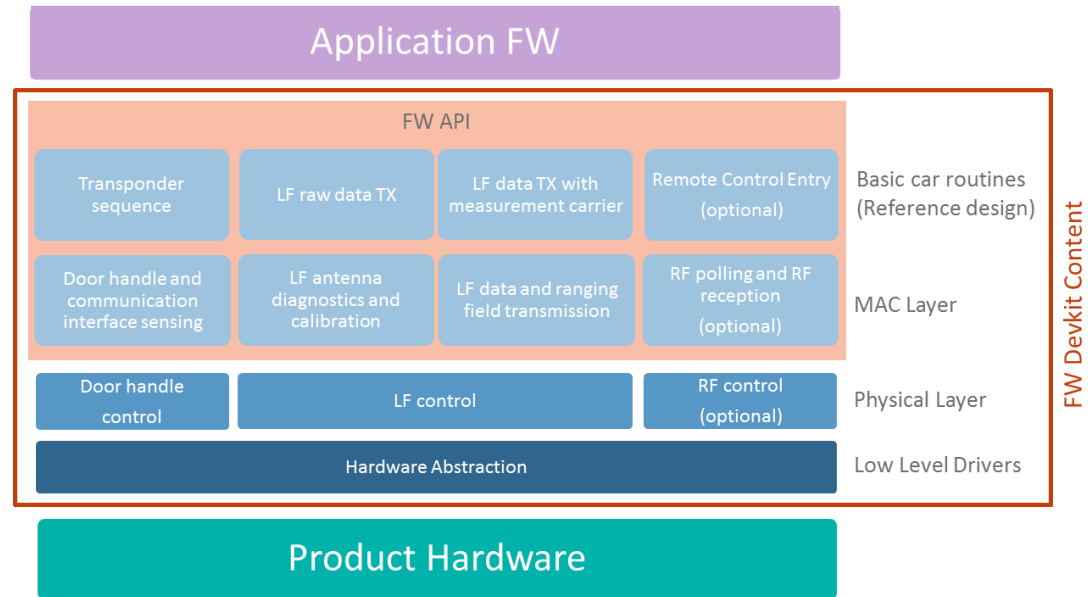 Application FW
FW API
Transponder
sequence
LF raw data TX
LF data TX with
measurement carrier
Remote Control Entry
(optional)
Basic car routines
(Reference design)
Door handle and
communication
interface sensing
LF antenna
diagnostics and
calibration
LF data and ranging
field transmission
RF polling and RF
reception
(optional)
MAC Layer
Door handle
control
LF control
RF control
(optional)
Physical Layer
Hardware Abstraction
Low Level Drivers
FW Devkit Content
Product Hardware